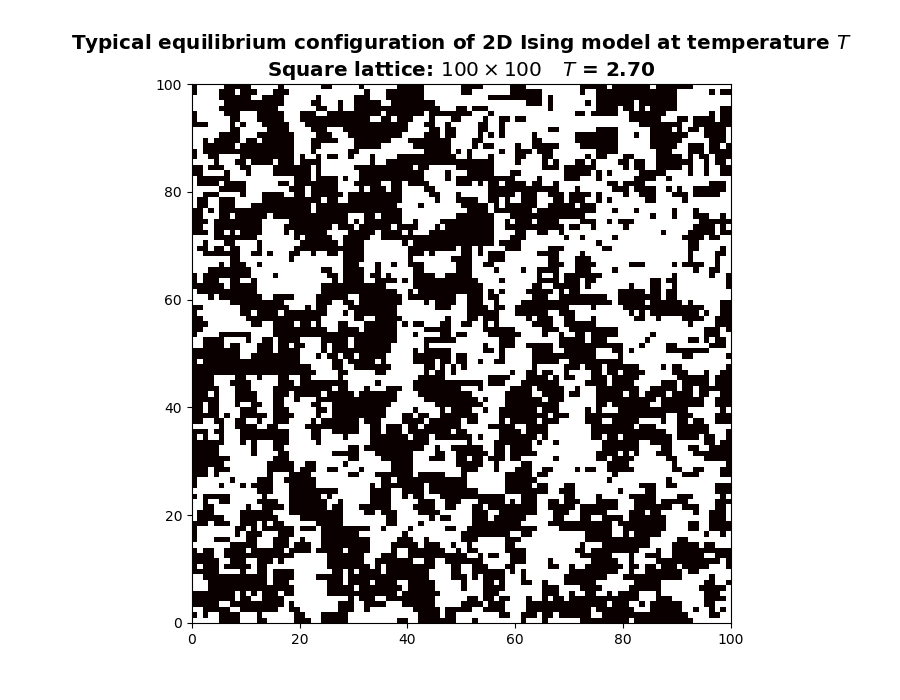 Typical equilibrium configuration of 2D Ising model at temperature T
Square lattice: 100 × 100 T = 2.70
100
80
60
40
20
0
0 20 40 60 80 100